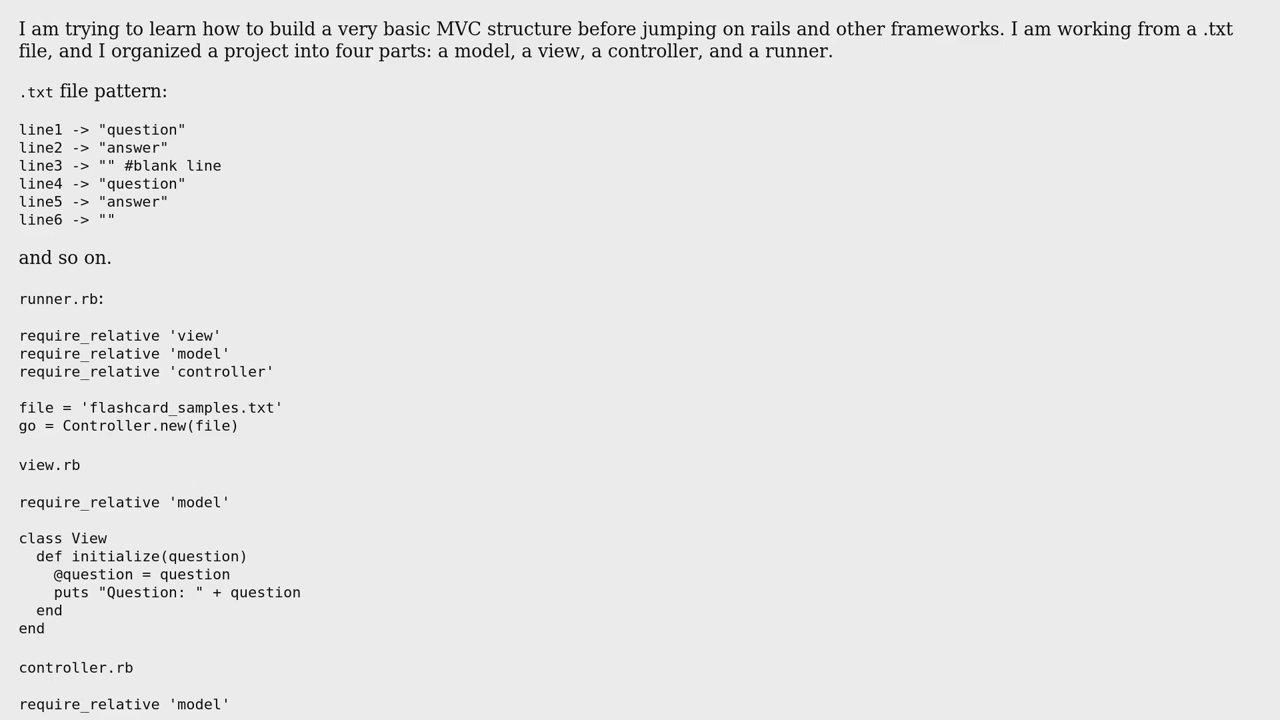 I am trying to learn how to build a very basic MVC structure before jumping on rails and other frameworks. I am working from a .txt
file, and I organized a project into four parts: a model, a view, a controller, and a runner.
.txt file pattern:
line1 -> "question"
line2 -> "answer"
line3 -> "" #blank line
line4 -> "question"
line5 -> "answer"
line6 -> ""
and so on.
runner.rb:
require_relative 'view'
require_relative 'model'
require_relative 'controller'
file = 'flashcard_samples.txt'
go = Controller.new(file)
view.rb
require_relative 'model'
class View
  def initialize(question)
    @question = question
    puts "Question: " + question
  end
end
controller.rb
require_relative 'model'